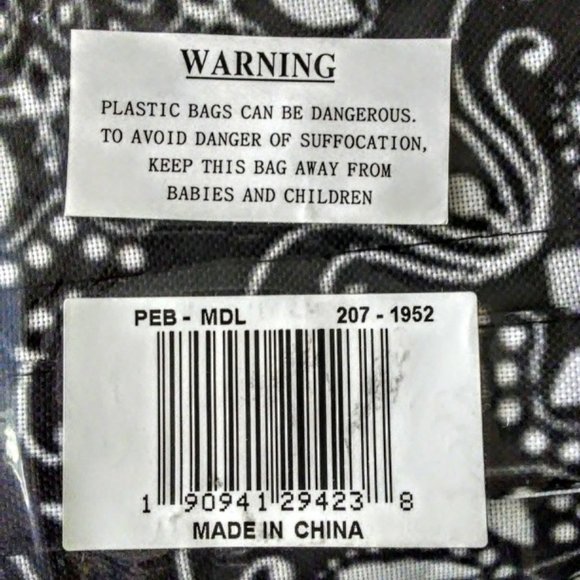 WARNING
PLASTIC BAGS CAN BE DANGEROUS.
TO AVOID DANGER OF SUFFOCATION,
KEEP THIS BAG AWAY FROM
BABIES AND CHILDREN
PEB - MDL 207 - 1952
1 90941 29423 8
MADE IN CHINA